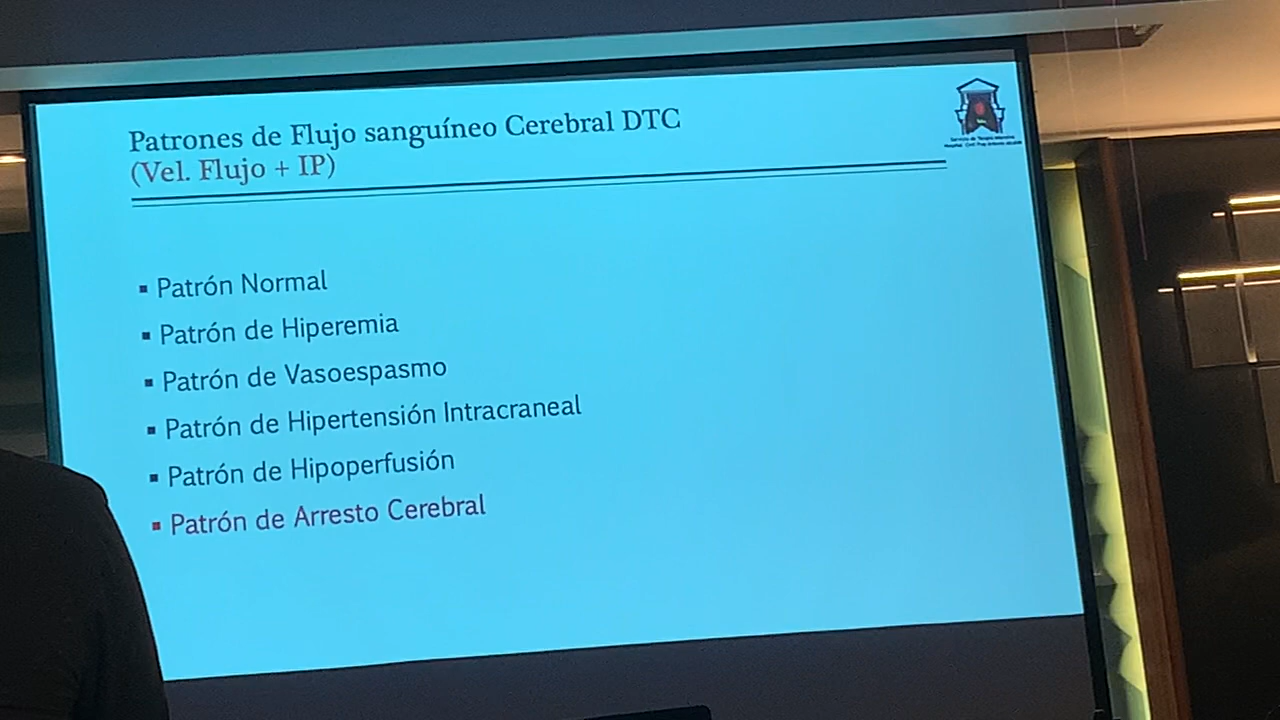 Patrones de Flujo sanguíneo Cerebral DTC
(Vel. Flujo + IP)
▪ Patrón Normal
▪ Patrón de Hiperemia
▪ Patrón de Vasoespasmo
▪ Patrón de Hipertensión Intracraneal
▪ Patrón de Hipoperfusión
▪ Patrón de Arresto Cerebral